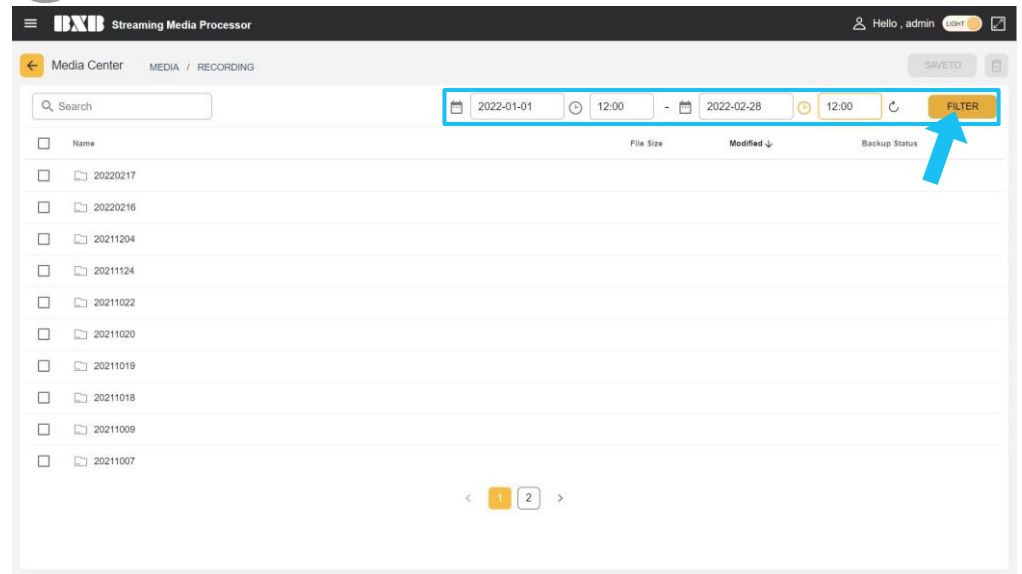 BXB Streaming Media Processor Hello , admin LIGHT
Media Center MEDIA / RECORDING SAVETO
Search 2022-01-01 12:00 - 2022-02-28 12:00 FILTER
Name File Size Modified Backup Status
20220217
20220216
20211204
20211124
20211022
20211020
20211019
20211018
20211009
20211007
< 1 2 >